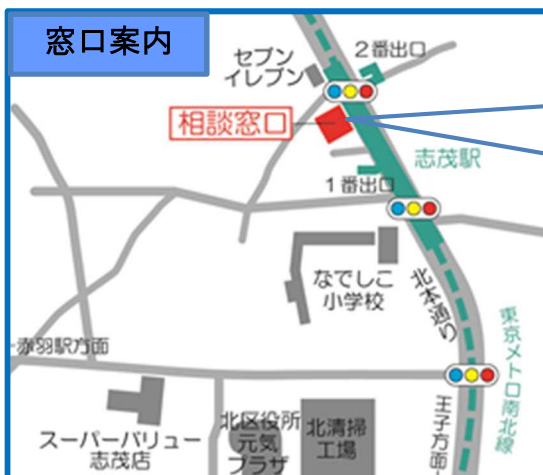 窓口案内
セブン
イレブン
2番出口
相談窓口
志茂駅
1番出口
なでしこ
小学校
北本通り
東京メトロ南北線
赤羽駅方面
王子方面
スーパーバリュー
志茂店
北区役所
元気
プラザ
北清掃
工場